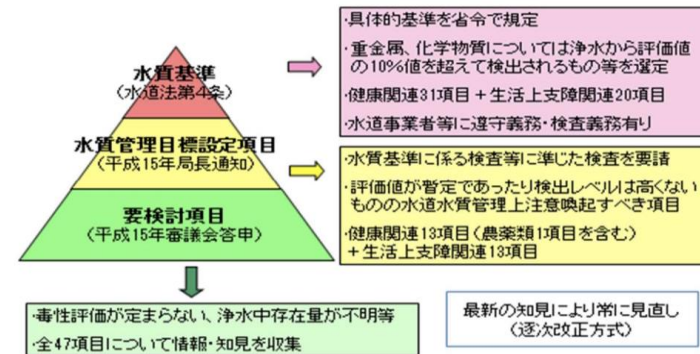 水質基準
(水道法第4条)
水質管理目標設定項目
(平成15年局長通知)
要検討項目
(平成15年審議会答申)
・具体的基準を省令で規定
・重金属、化学物質については浄水から評価値
の10%値を超えて検出されるもの等を選定
・健康関連31項目+生活上支障関連20項目
・水道事業者等に遵守義務・検査義務有り
・水質基準に係る検査等に準じた検査を要請
・評価値が暫定であったり検出レベルは高くない
ものの水道水質管理上注意喚起すべき項目
・健康関連13項目(農薬類1項目を含む)
+生活上支障関連13項目
・毒性評価が定まらない、浄水中存在量が不明等
・全47項目について情報・知見を収集
最新の知見により常に見直し
(逐次改正方式)